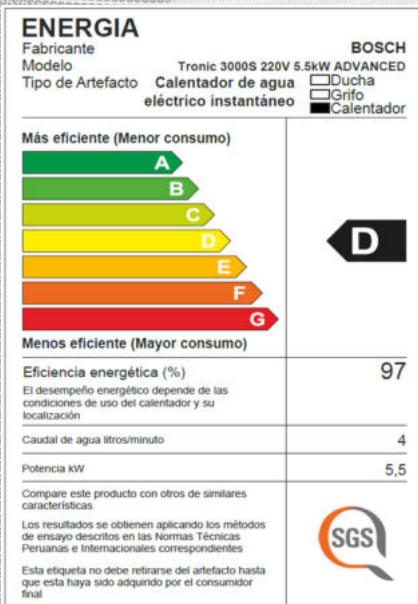 ENERGIA
Fabricante BOSCH
Modelo Tronic 3000S 220V 5.5kW ADVANCED
Tipo de Artefacto Calentador de agua
eléctrico instantáneo
Ducha
Grifo
Calentador
Más eficiente (Menor consumo)
A
B
C
D
D
E
F
G
Menos eficiente (Mayor consumo)
Eficiencia energética (%) 97
El desempeño energético depende de las
condiciones de uso del calentador y su
localización
Caudal de agua litros/minuto 4
Potencia kW 5,5
Compare este producto con otros de similares
características
Los resultados se obtienen aplicando los métodos
de ensayo descritos en las Normas Técnicas
Peruanas e Internacionales correspondientes
Esta etiqueta no debe retirarse del artefacto hasta
que esta haya sido adquirido por el consumidor
final
SGS